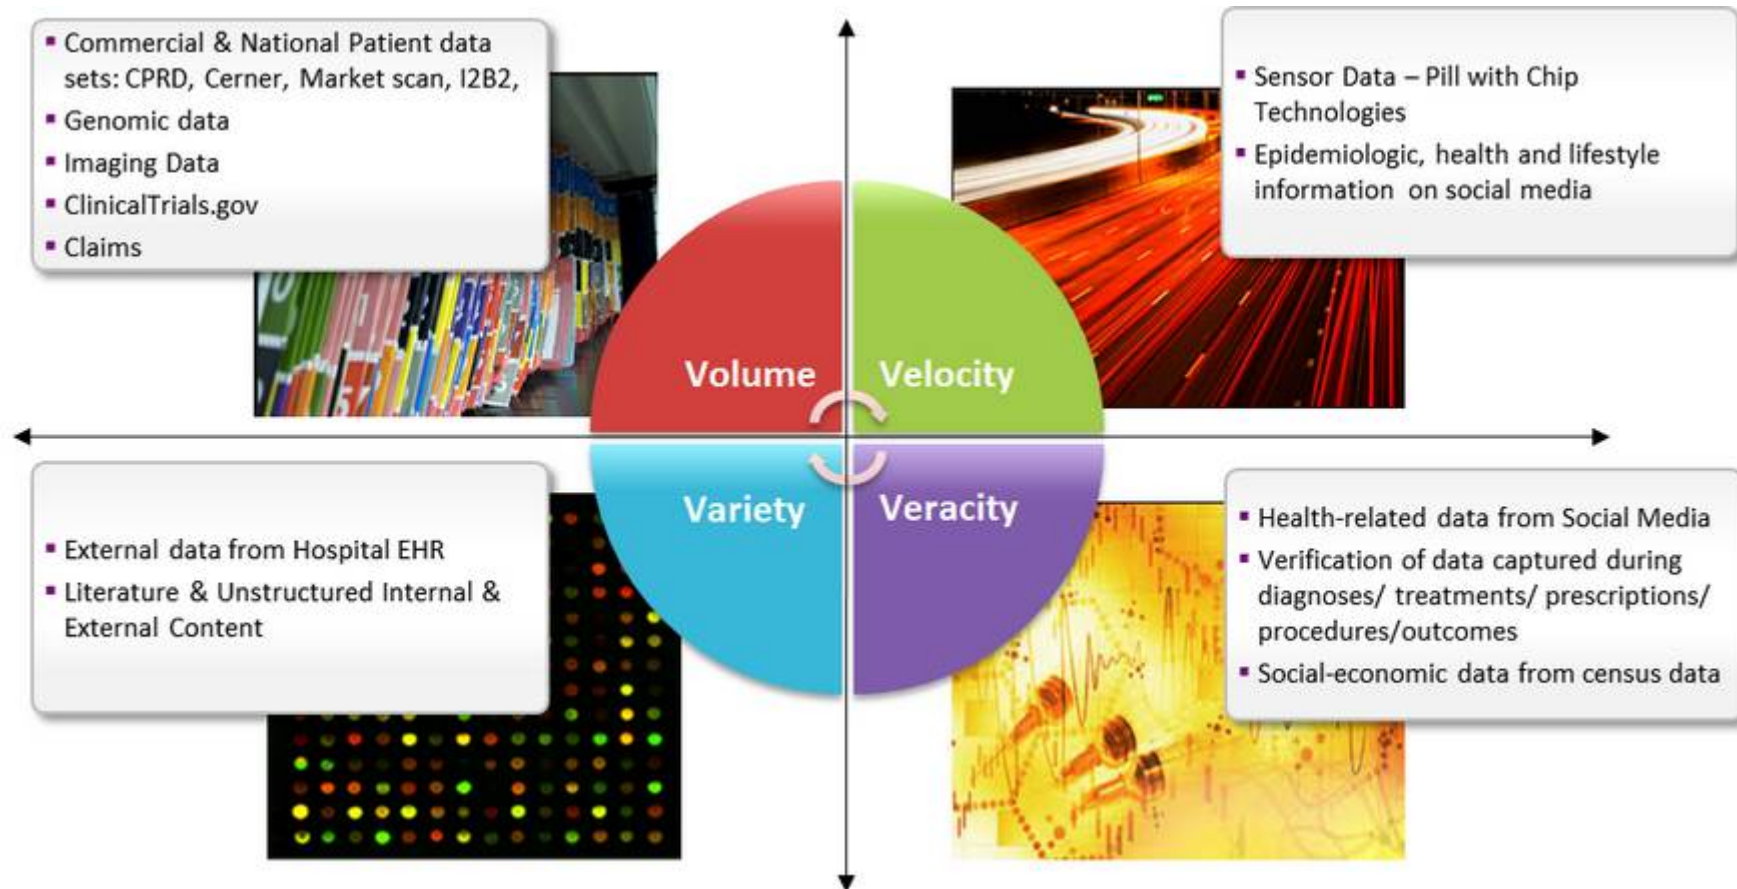 Commercial & National Patient data
sets: CPRD, Cerner, Market scan, I2B2,
Genomic data
Imaging Data
ClinicalTrials.gov
Claims
Sensor Data – Pill with Chip
Technologies
Epidemiologic, health and lifestyle
information on social media
Volume
Velocity
Variety
Veracity
External data from Hospital EHR
Literature & Unstructured Internal &
External Content
Health-related data from Social Media
Verification of data captured during
diagnoses/ treatments/ prescriptions/
procedures/outcomes
Social-economic data from census data